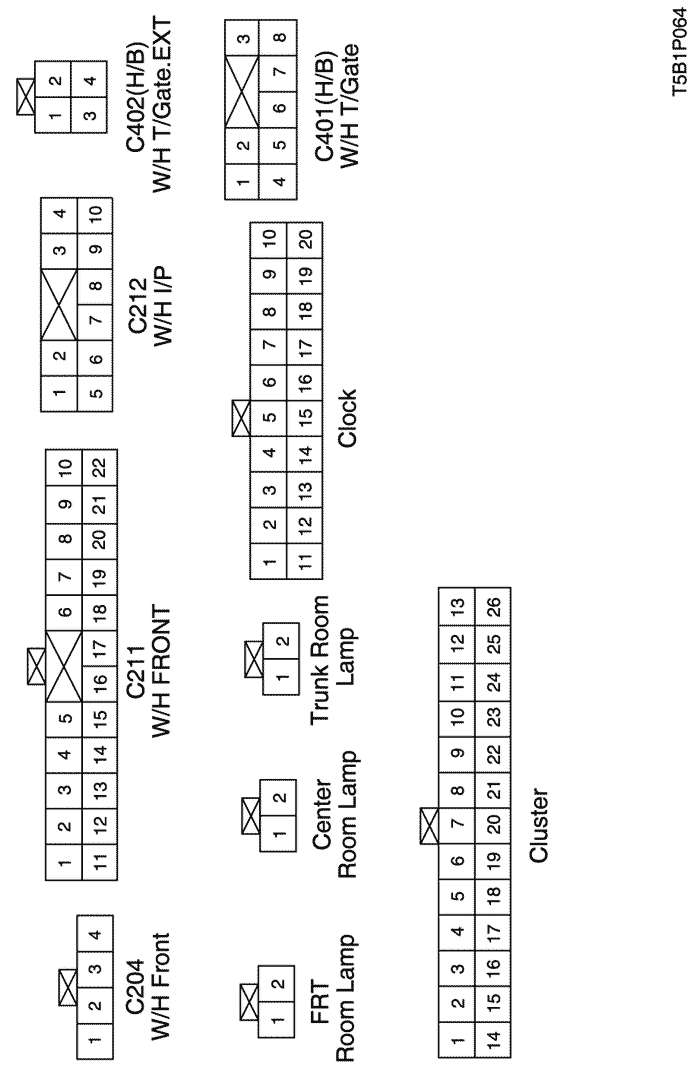 1 2 3 4
C204
W/H Front
1 2 3 4 5 6 7 8 9 10
11 12 13 14 15 16 17 18 19 20 21 22
C211
W/H FRONT
1 2 3 4
5 6 7 8 9 10
C212
W/H I/P
1 2
3 4
C402(H/B)
W/H T/Gate.EXT
1 2
FRT
Room Lamp
1 2
Center
Room Lamp
1 2
Trunk Room
Lamp
1 2 3 4 5 6 7 8 9 10
11 12 13 14 15 16 17 18 19 20
Clock
1 2 3
4 5 6 7 8
C401(H/B)
W/H T/Gate
1 2 3 4 5 6 7 8 9 10 11 12 13
14 15 16 17 18 19 20 21 22 23 24 25 26
Cluster
T5B1P064